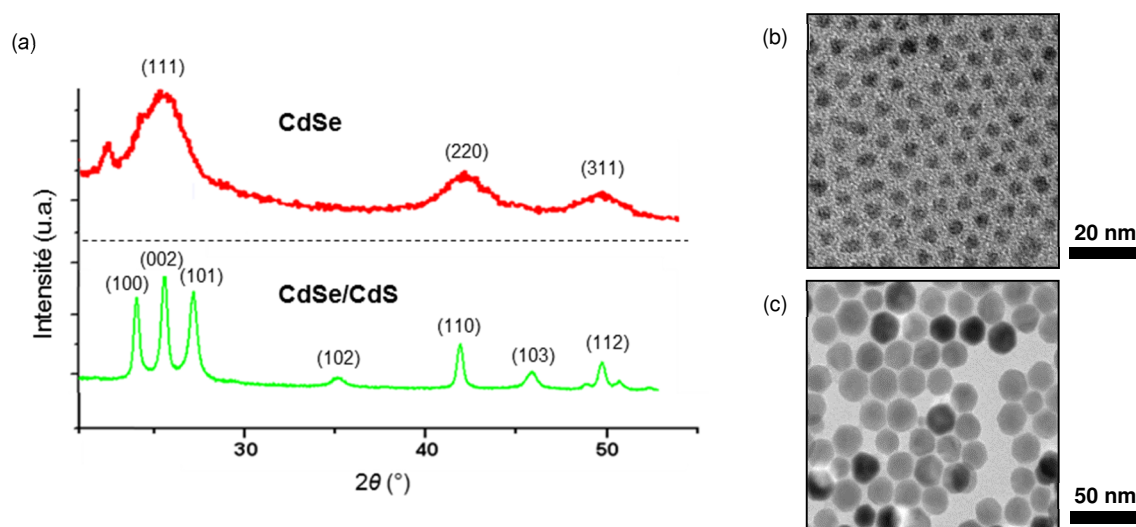 (a)
(111)
CdSe
(220)
(311)
Intensité (u.a.)
(100)
(002)
(101)
CdSe/CdS
(102)
(110)
(103)
(112)
30
40
50
2θ (°)
(b)
20 nm
(c)
50 nm